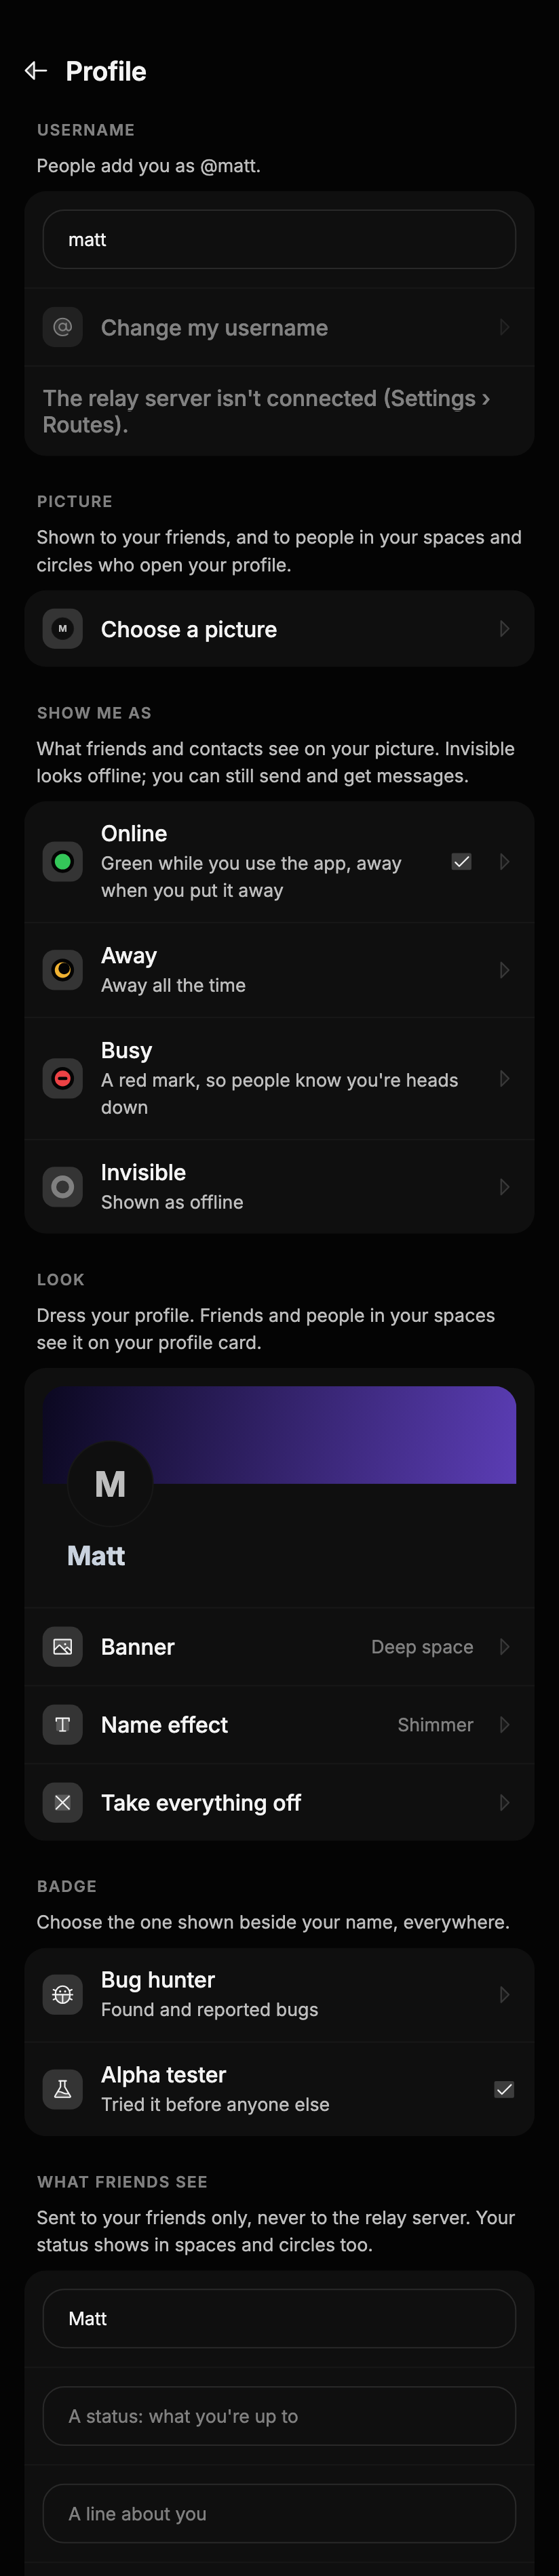 Profile
USERNAME
People add you as @matt.
matt
Change my username
The relay server isn't connected (Settings ›
Routes).
PICTURE
Shown to your friends, and to people in your spaces and
circles who open your profile.
M
Choose a picture
SHOW ME AS
What friends and contacts see on your picture. Invisible
looks offline; you can still send and get messages.
Online
Green while you use the app, away
when you put it away
Away
Away all the time
Busy
A red mark, so people know you're heads
down
Invisible
Shown as offline
LOOK
Dress your profile. Friends and people in your spaces
see it on your profile card.
M
Matt
Banner Deep space
Name effect Shimmer
Take everything off
BADGE
Choose the one shown beside your name, everywhere.
Bug hunter
Found and reported bugs
Alpha tester
Tried it before anyone else
WHAT FRIENDS SEE
Sent to your friends only, never to the relay server. Your
status shows in spaces and circles too.
Matt
A status: what you're up to
A line about you